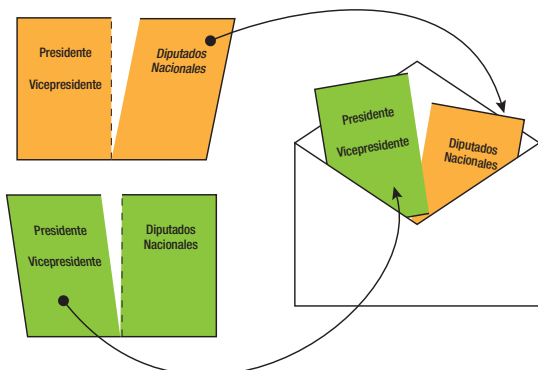 Presidente
Vicepresidente
Diputados
Nacionales
Presidente
Vicepresidente
Diputados
Nacionales
Presidente
Vicepresidente
Diputados
Nacionales